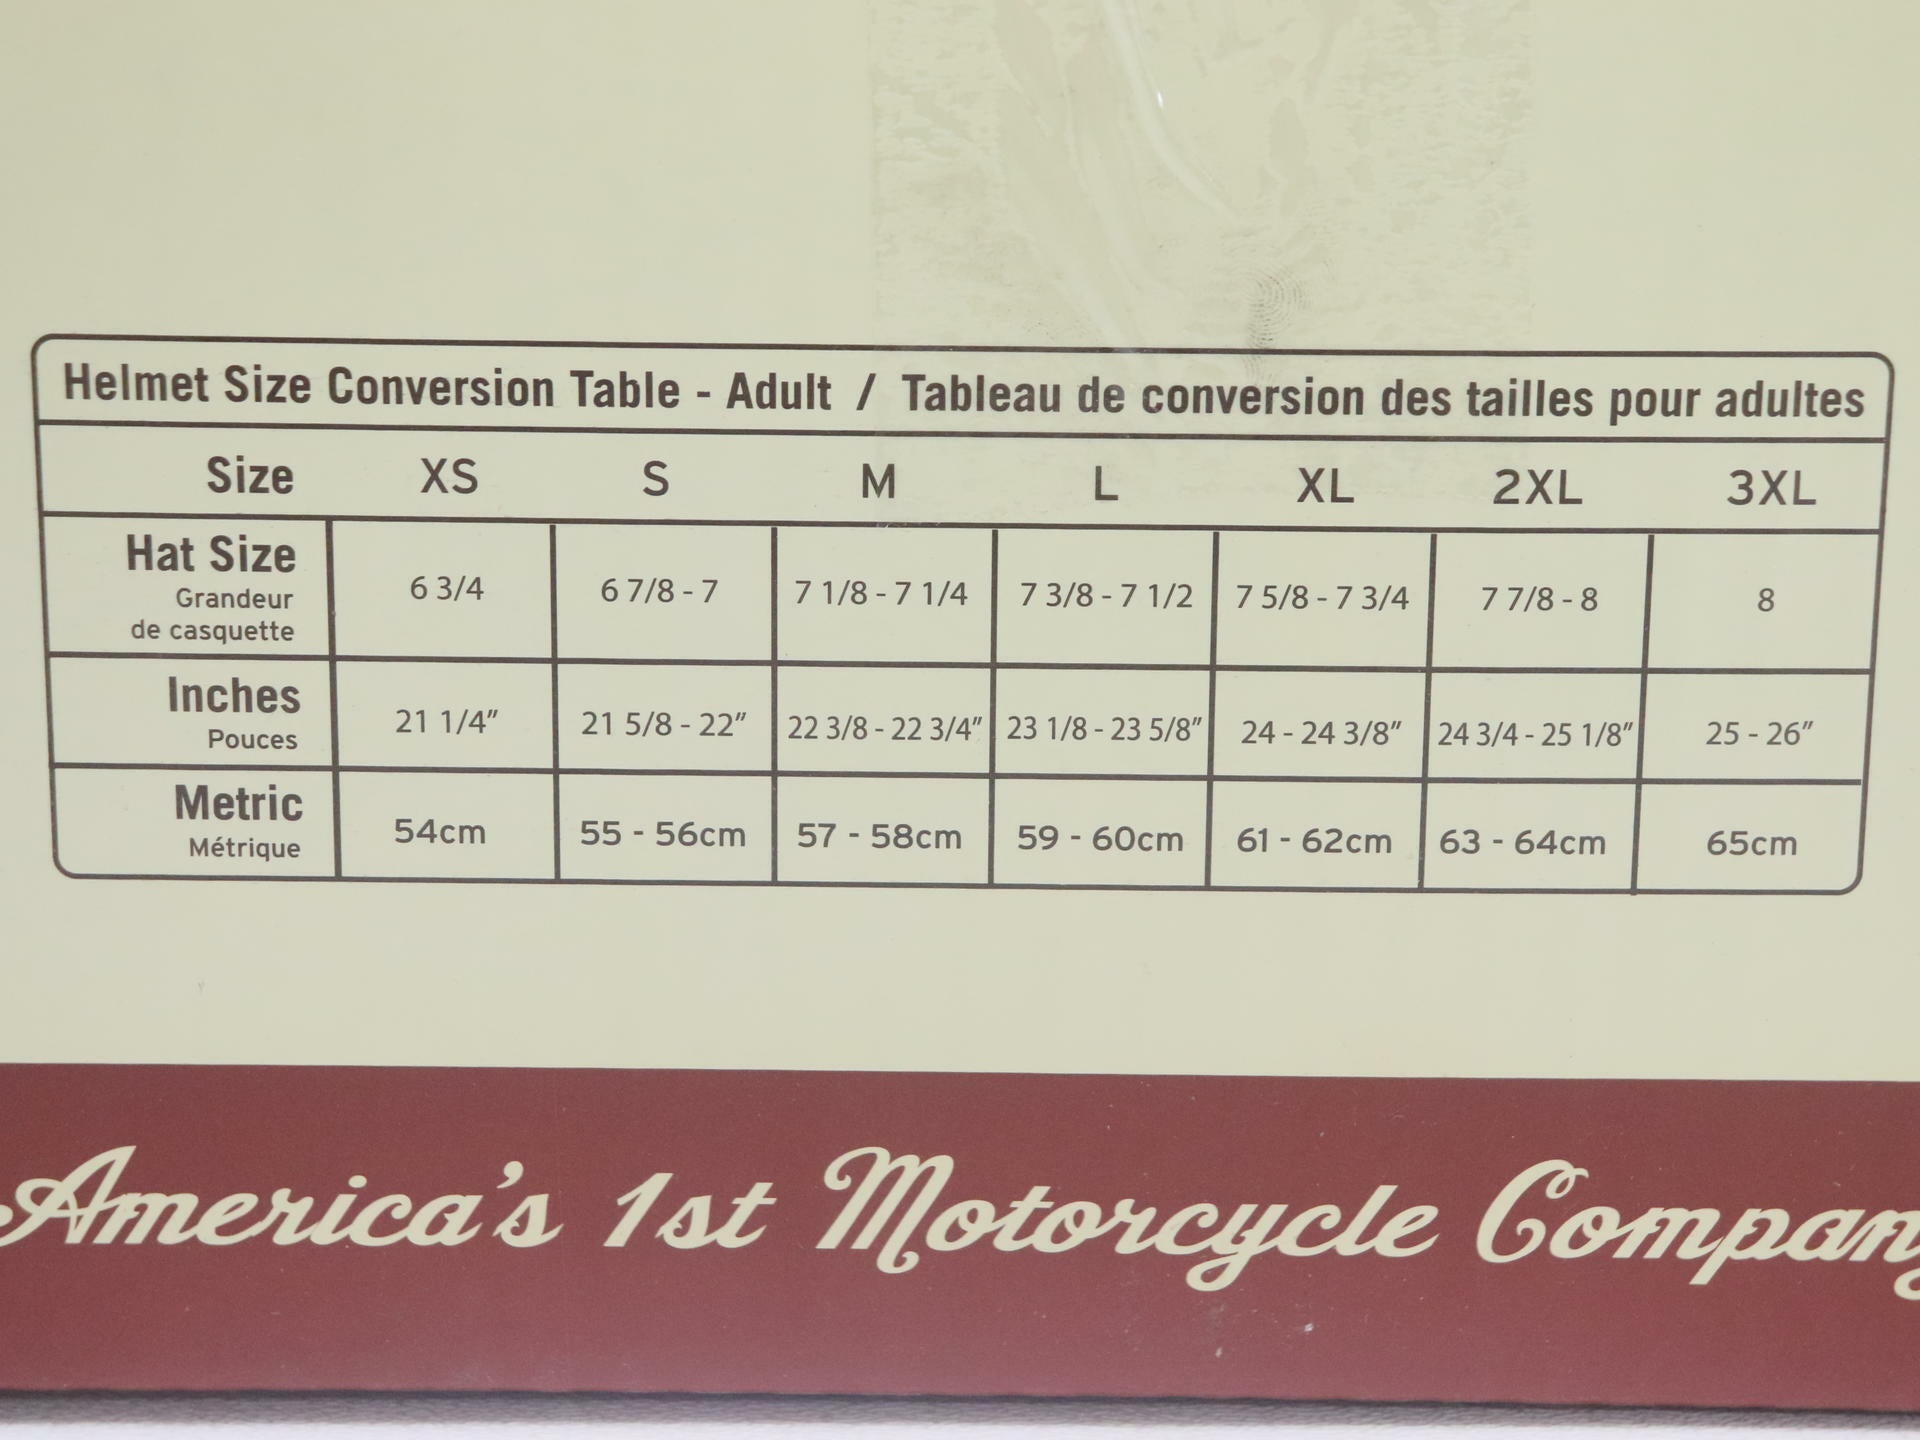 Helmet Size Conversion Table - Adult / Tableau de conversion des tailles pour adultes
Size XS S M L XL 2XL 3XL
Hat Size 6 3/4 6 7/8 - 7 7 1/8 - 7 1/4 7 3/8 - 7 1/2 7 5/8 - 7 3/4 7 7/8 - 8 8
Grandeur
de casquette
Inches 21 1/4" 21 5/8 - 22" 22 3/8 - 22 3/4" 23 1/8 - 23 5/8" 24 - 24 3/8" 24 3/4 - 25 1/8" 25 - 26"
Pouces
Metric 54cm 55 - 56cm 57 - 58cm 59 - 60cm 61 - 62cm 63 - 64cm 65cm
Métrique
America's 1st Motorcycle Company